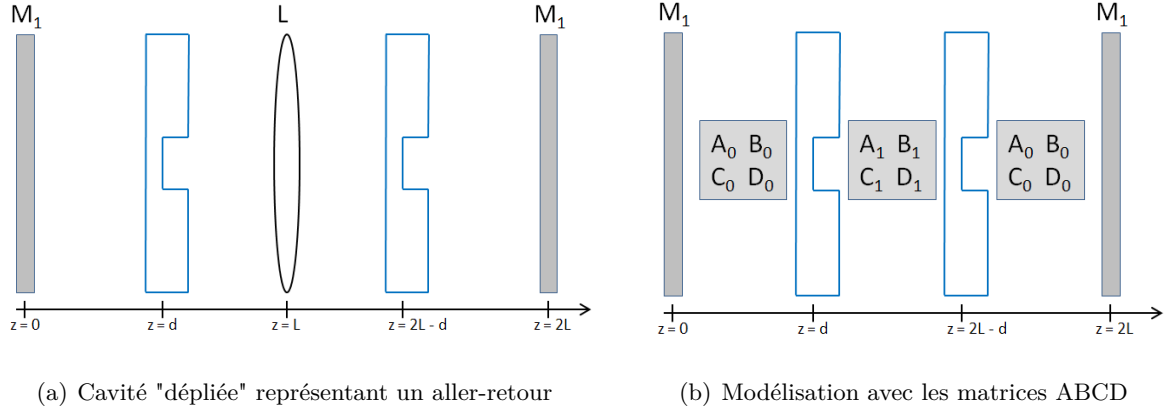 M₁ L M₁
z = 0 z = d z = L z = 2L - d z = 2L
(a) Cavité "dépliée" représentant un aller-retour
M₁ M₁
A₀ B₀ A₁ B₁ A₀ B₀
C₀ D₀ C₁ D₁ C₀ D₀
z = 0 z = d z = 2L - d z = 2L
(b) Modélisation avec les matrices ABCD